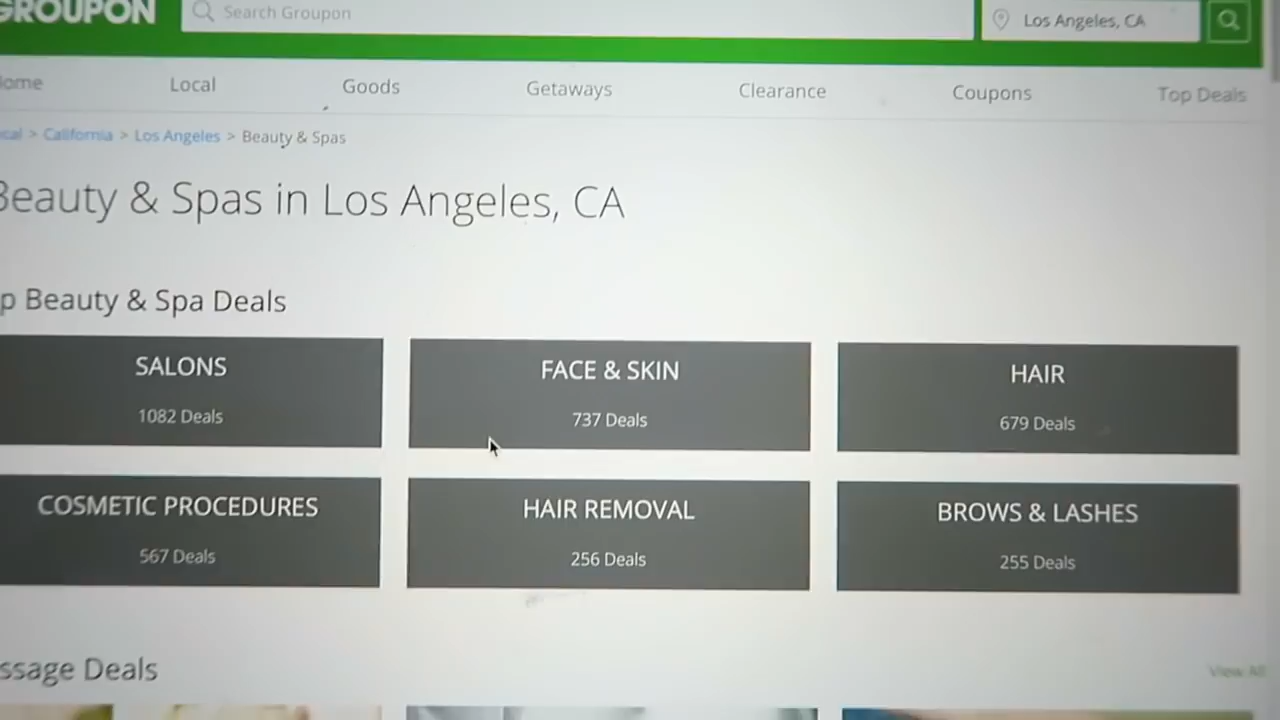 GROUPON Search Groupon Los Angeles, CA
ome Local Goods Getaways Clearance Coupons Top Deals
cal > California > Los Angeles > Beauty & Spas
Beauty & Spas in Los Angeles, CA
p Beauty & Spa Deals
SALONS
1082 Deals
FACE & SKIN
737 Deals
HAIR
679 Deals
COSMETIC PROCEDURES
567 Deals
HAIR REMOVAL
256 Deals
BROWS & LASHES
255 Deals
ssage Deals
View All